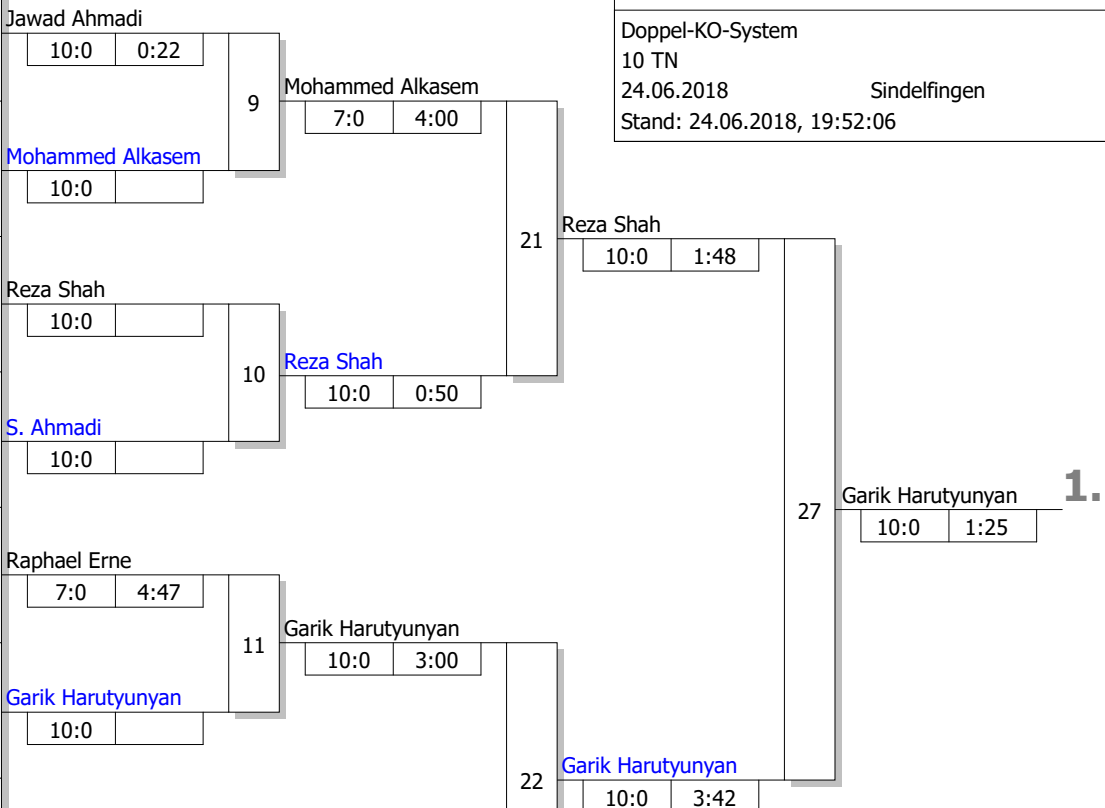 Jawad Ahmadi
10:0 0:22
Doppel-KO-System
10 TN
24.06.2018 Sindelfingen
Stand: 24.06.2018, 19:52:06
9
Mohammed Alkasem
7:0 4:00
Mohammed Alkasem
10:0
21
Reza Shah
10:0 1:48
Reza Shah
10:0
10
Reza Shah
10:0 0:50
S. Ahmadi
10:0
27
Garik Harutyunyan
10:0 1:25
1.
Raphael Erne
7:0 4:47
11
Garik Harutyunyan
10:0 3:00
Garik Harutyunyan
10:0
22
Garik Harutyunyan
10:0 3:42